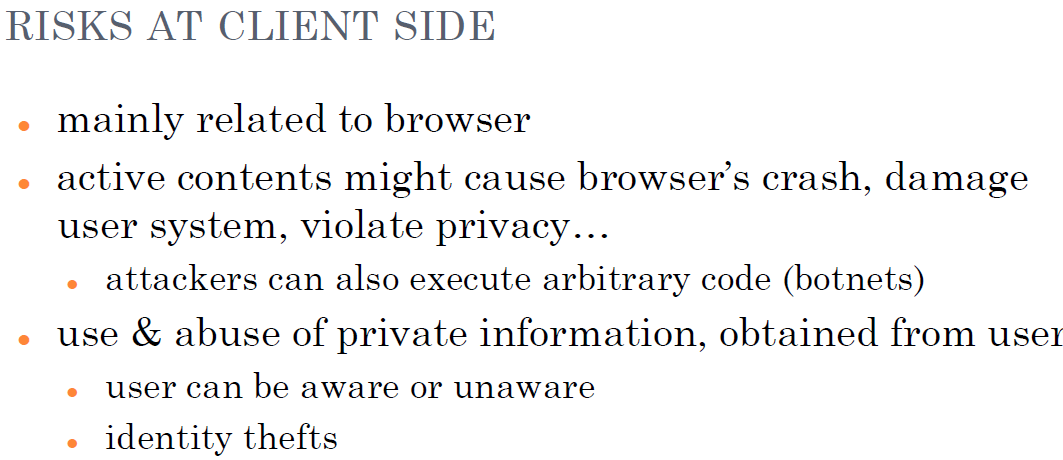 RISKS AT CLIENT SIDE
mainly related to browser
active contents might cause browser's crash, damage
user system, violate privacy…
attackers can also execute arbitrary code (botnets)
use & abuse of private information, obtained from user
user can be aware or unaware
identity thefts